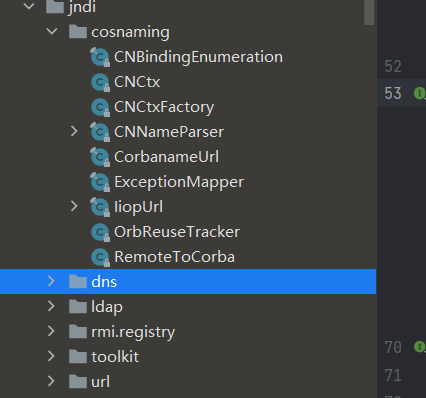 jndi
cosnaming
CNBindingEnumeration
CNCtx
CNCtxFactory
CNNameParser
CorbanameUrl
ExceptionMapper
IiopUrl
OrbReuseTracker
RemoteToCorba
dns
ldap
rmi.registry
toolkit
url
52
53
70
71
72